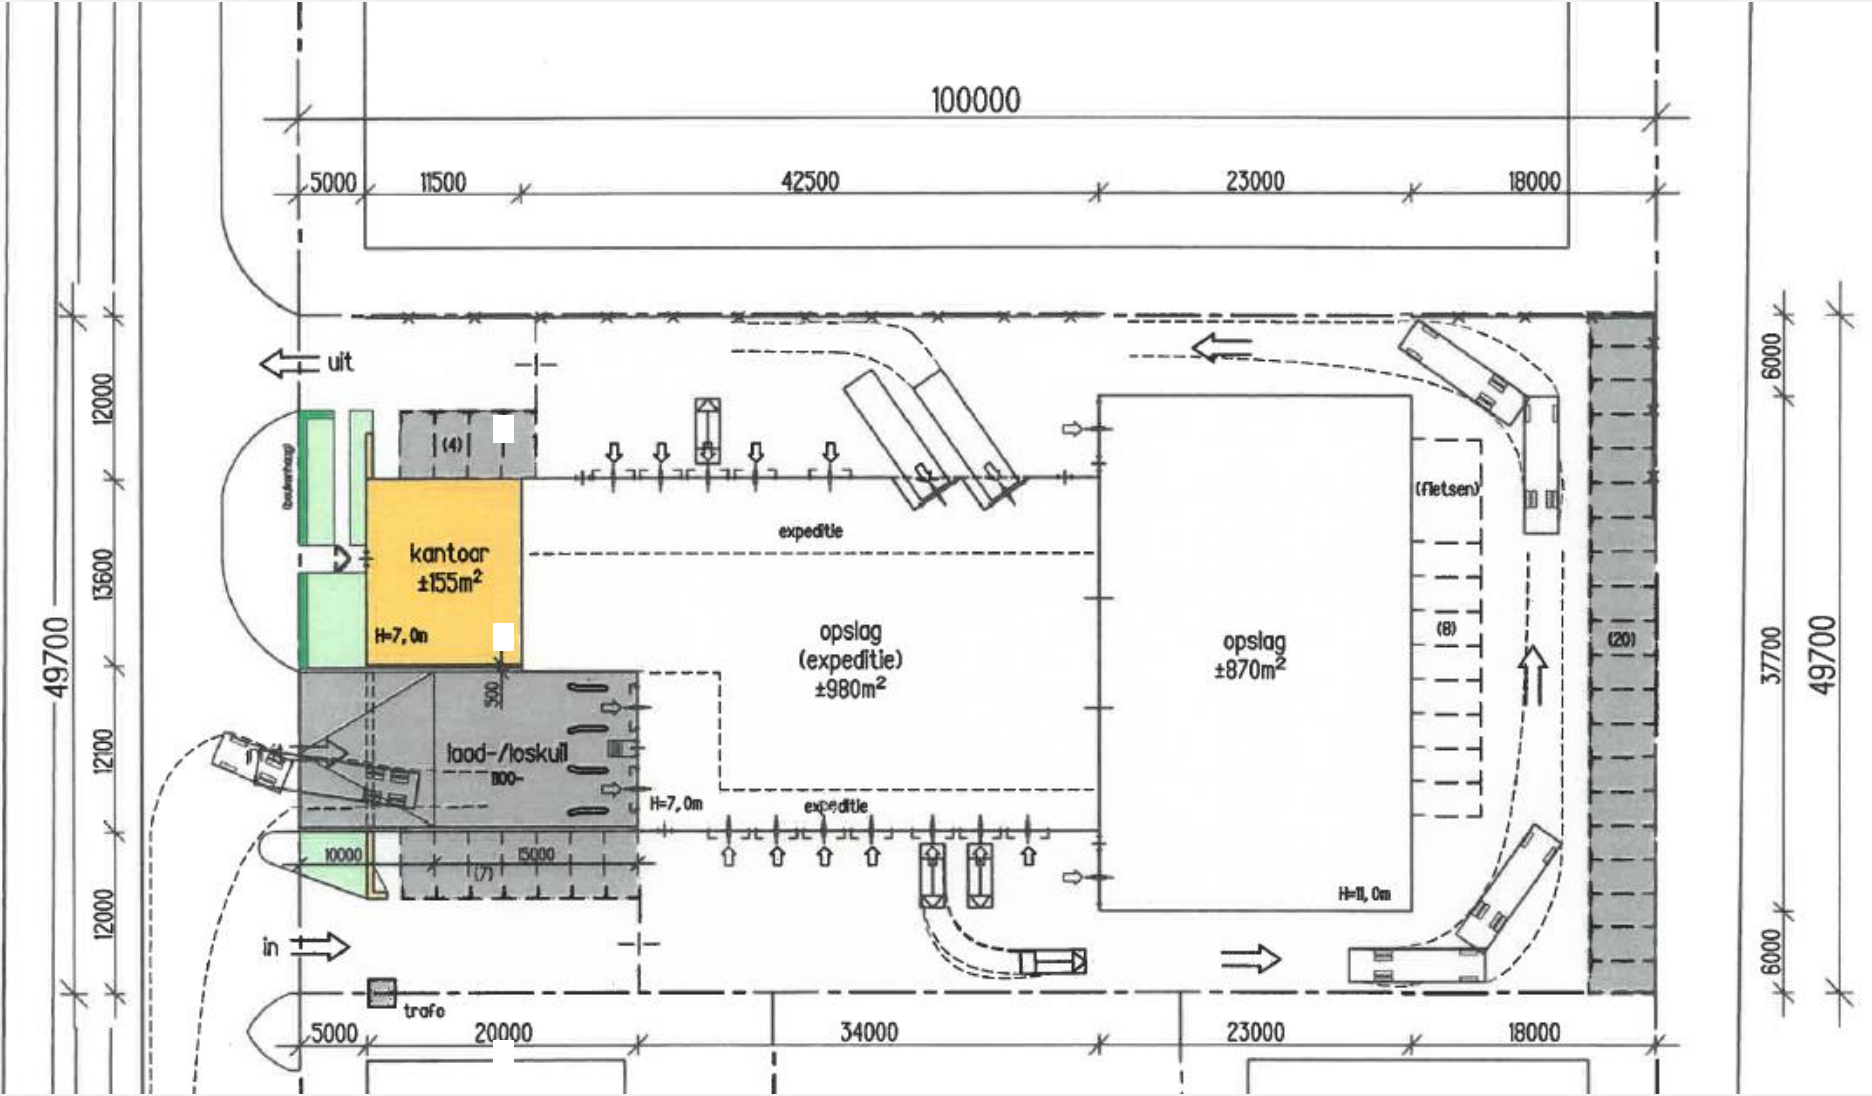 100000
5000
11500
42500
23000
18000
uit
12000
6000
(4)
(fietsen)
expeditie
kantoor
±155m²
13600
H=7,0m
opslag
(expeditie)
±980m²
opslag
±870m²
(8)
(20)
49700
37700
49700
500
12100
laad-/loskuil
1100-
H=7,0m
expeditie
10000
15000
(7)
H=11,0m
12000
in
6000
trafo
5000
20000
34000
23000
18000